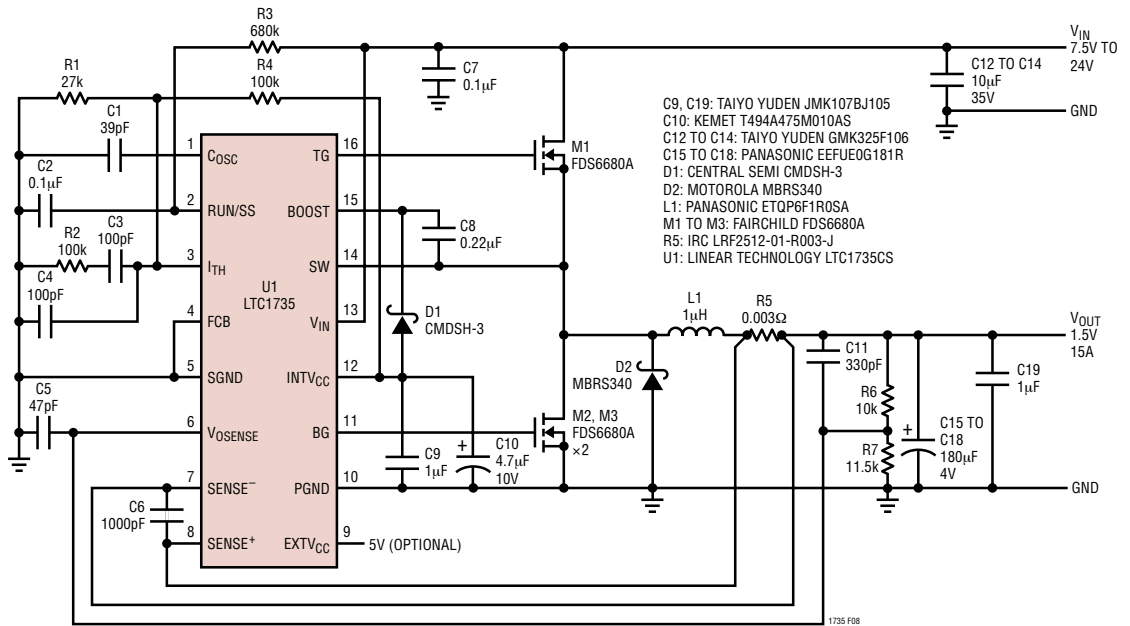 R3
680k
R1
27k
R4
100k
C7
0.1µF
VIN
7.5V TO
24V
C12 TO C14
10µF
35V
GND
C1
39pF
C2
0.1µF
R2
100k
C3
100pF
C4
100pF
C5
47pF
C6
1000pF
1
COSC
2
RUN/SS
3
ITH
4
FCB
5
SGND
6
VOSENSE
7
SENSE–
8
SENSE+
U1
LTC1735
TG
16
BOOST
15
SW
14
VIN
13
INTVCC
12
BG
11
PGND
10
EXTVCC
9
5V (OPTIONAL)
M1
FDS6680A
C8
0.22µF
D1
CMDSH-3
C9
1µF
+
C10
4.7µF
10V
M2, M3
FDS6680A
×2
C9, C19: TAIYO YUDEN JMK107BJ105
C10: KEMET T494A475M010AS
C12 TO C14: TAIYO YUDEN GMK325F106
C15 TO C18: PANASONIC EEFUE0G181R
D1: CENTRAL SEMI CMDSH-3
D2: MOTOROLA MBRS340
L1: PANASONIC ETQP6F1R0SA
M1 TO M3: FAIRCHILD FDS6680A
R5: IRC LRF2512-01-R003-J
U1: LINEAR TECHNOLOGY LTC1735CS
L1
1µH
R5
0.003Ω
D2
MBRS340
C11
330pF
R6
10k
R7
11.5k
+
C15 TO
C18
180µF
4V
C19
1µF
VOUT
1.5V
15A
GND
1735 F08